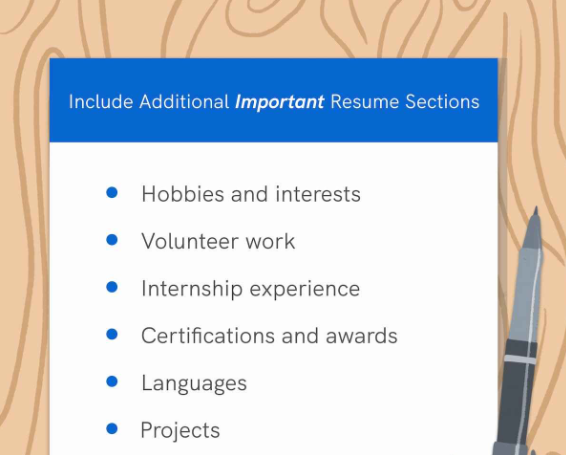 Include Additional Important Resume Sections
Hobbies and interests
Volunteer work
Internship experience
Certifications and awards
Languages
Projects